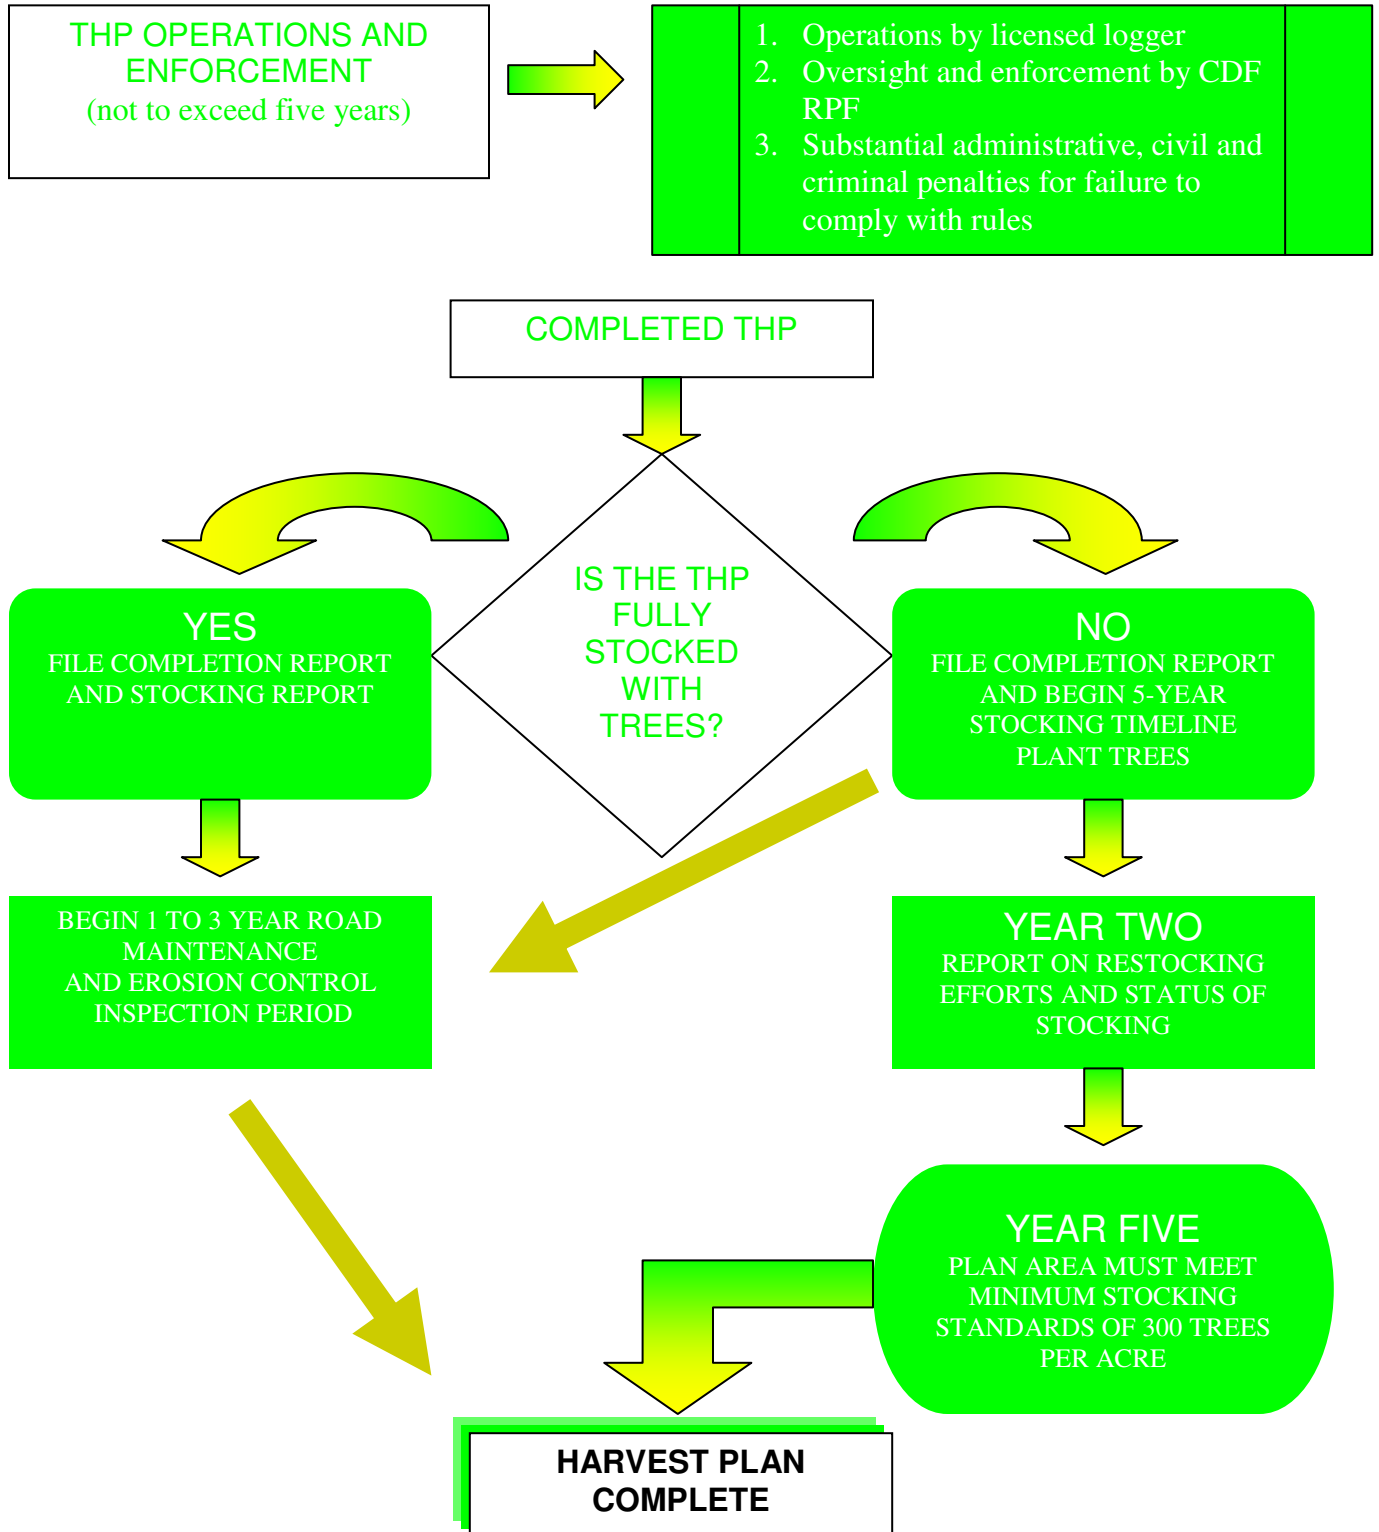 THP OPERATIONS AND
ENFORCEMENT
(not to exceed five years)
1. Operations by licensed logger
2. Oversight and enforcement by CDF
RPF
3. Substantial administrative, civil and
criminal penalties for failure to
comply with rules
COMPLETED THP
IS THE THP
FULLY
STOCKED
WITH
TREES?
YES
FILE COMPLETION REPORT
AND STOCKING REPORT
NO
FILE COMPLETION REPORT
AND BEGIN 5-YEAR
STOCKING TIMELINE
PLANT TREES
BEGIN 1 TO 3 YEAR ROAD
MAINTENANCE
AND EROSION CONTROL
INSPECTION PERIOD
YEAR TWO
REPORT ON RESTOCKING
EFFORTS AND STATUS OF
STOCKING
YEAR FIVE
PLAN AREA MUST MEET
MINIMUM STOCKING
STANDARDS OF 300 TREES
PER ACRE
HARVEST PLAN
COMPLETE